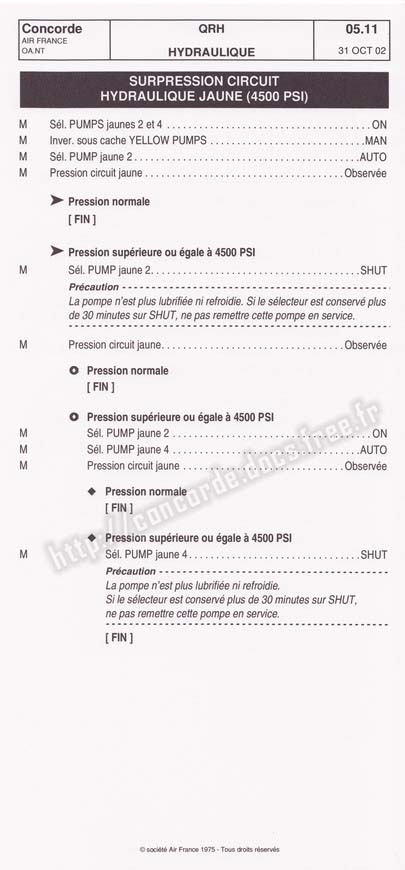 Concorde
AIR FRANCE
OA.NT
QRH
HYDRAULIQUE
05.11
31 OCT 02
SURPRESSION CIRCUIT
HYDRAULIQUE JAUNE (4500 PSI)
M Sél. PUMPS jaunes 2 et 4 ........................................ ON
M Inver. sous cache YELLOW PUMPS ........................................ MAN
M Sél. PUMP jaune 2 ........................................ AUTO
M Pression circuit jaune ........................................ Observée
➤ Pression normale
[ FIN ]
➤ Pression supérieure ou égale à 4500 PSI
M Sél. PUMP jaune 2 ........................................ SHUT
Précaution ----------------------------------------
La pompe n'est plus lubrifiée ni refroidie. Si le sélecteur est conservé plus
de 30 minutes sur SHUT, ne pas remettre cette pompe en service.
M Pression circuit jaune ........................................ Observée
Pression normale
[ FIN ]
Pression supérieure ou égale à 4500 PSI
M Sél. PUMP jaune 2 ........................................ ON
M Sél. PUMP jaune 4 ........................................ AUTO
M Pression circuit jaune ........................................ Observée
◆ Pression normale
[ FIN ]
◆ Pression supérieure ou égale à 4500 PSI
M Sél. PUMP jaune 4 ........................................ SHUT
Précaution ----------------------------------------
La pompe n'est plus lubrifiée ni refroidie.
Si le sélecteur est conservé plus de 30 minutes sur SHUT,
ne pas remettre cette pompe en service.
[ FIN ]
http://concorde.docs.free.fr
© société Air France 1975 - Tous droits réservés